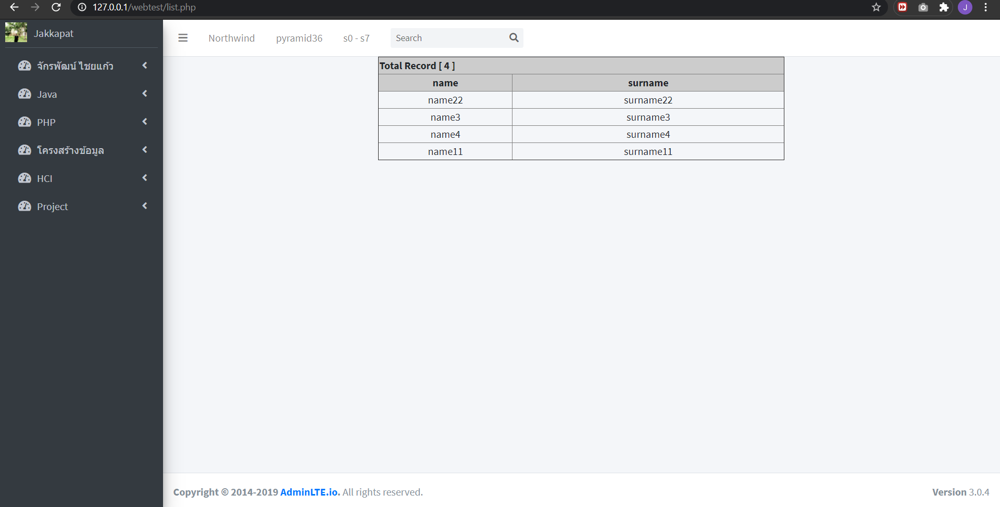 127.0.0.1/webtest/list.php
J
Jakkapat
จักรพัฒน์ ไชยแก้ว
Java
PHP
โครงสร้างข้อมูล
HCI
Project
Northwind
pyramid36
s0 - s7
Search
Total Record [ 4 ]
name surname
name22 surname22
name3 surname3
name4 surname4
name11 surname11
Copyright © 2014-2019 AdminLTE.io. All rights reserved.
Version 3.0.4